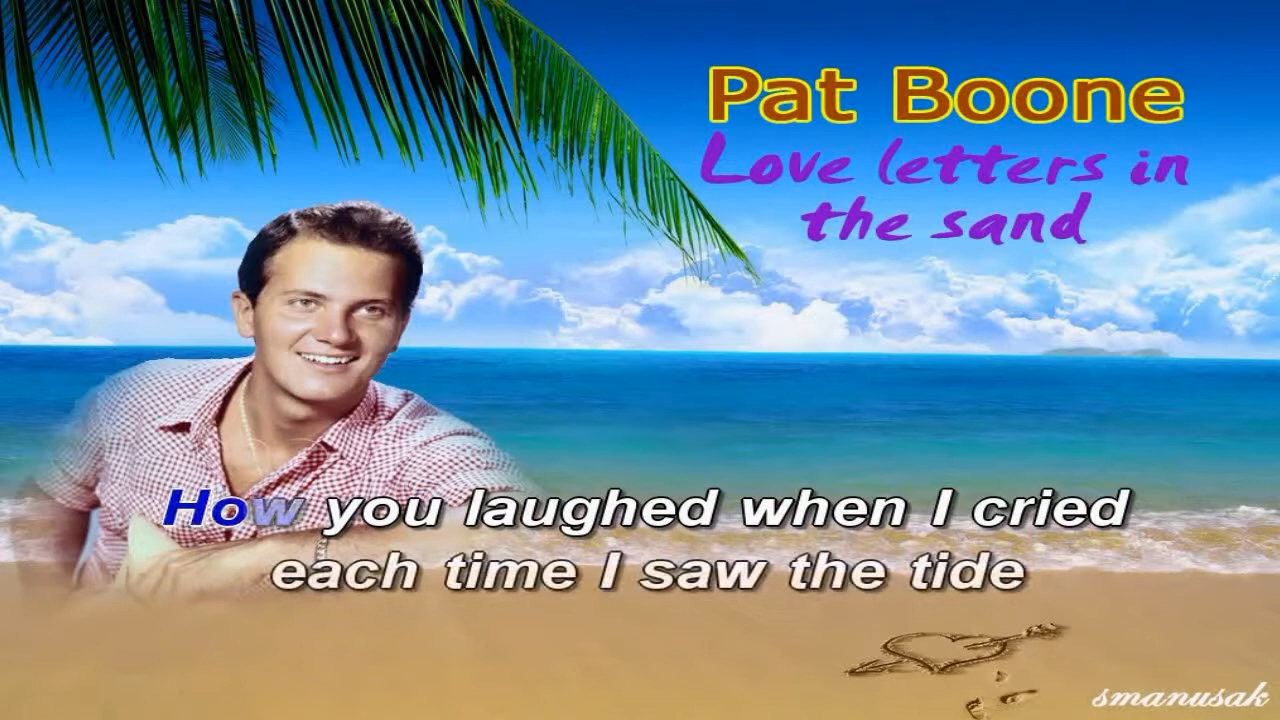 Pat Boone
Love letters in
the sand
How you laughed when I cried
each time I saw the tide
smanusak